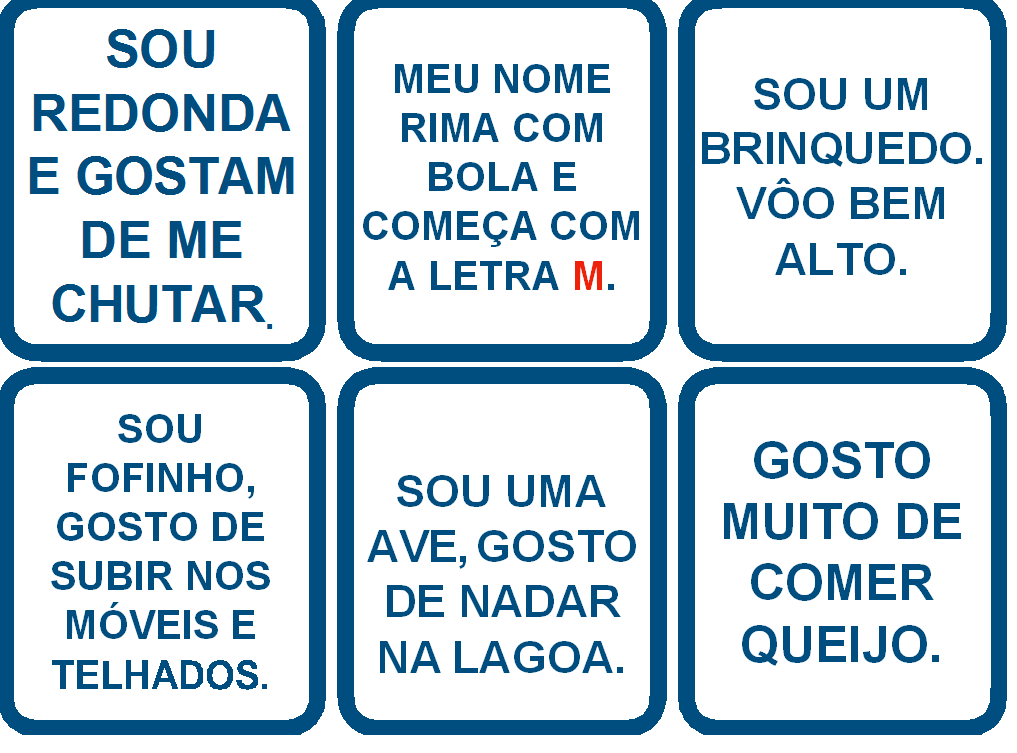 SOU
REDONDA
E GOSTAM
DE ME
CHUTAR.
MEU NOME
RIMA COM
BOLA E
COMEÇA COM
A LETRA M.
SOU UM
BRINQUEDO.
VÔO BEM
ALTO.
SOU
FOFINHO,
GOSTO DE
SUBIR NOS
MÓVEIS E
TELHADOS.
SOU UMA
AVE, GOSTO
DE NADAR
NA LAGOA.
GOSTO
MUITO DE
COMER
QUEIJO.